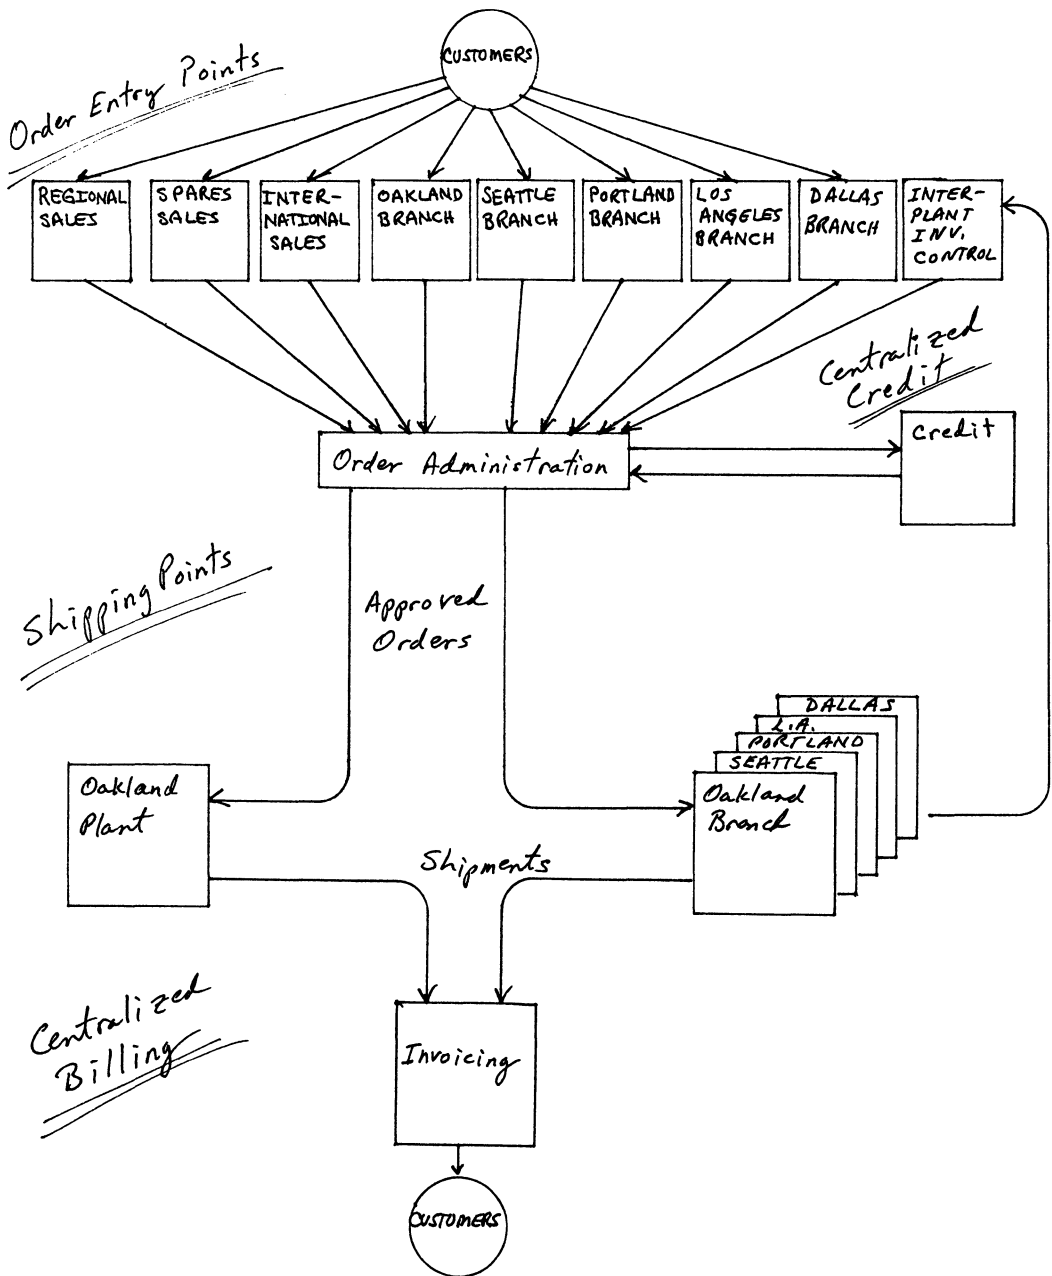 CUSTOMERS
Order Entry Points
REGIONAL
SALES
SPARES
SALES
INTER-
NATIONAL
SALES
OAKLAND
BRANCH
SEATTLE
BRANCH
PORTLAND
BRANCH
LOS
ANGELES
BRANCH
DALLAS
BRANCH
INTER-
PLANT
INV.
CONTROL
Centralized
Credit
Credit
Order Administration
Shipping Points
Approved
Orders
DALLAS
L.A.
PORTLAND
SEATTLE
Oakland
Branch
Oakland
Plant
Shipments
Centralized
Billing
Invoicing
CUSTOMERS